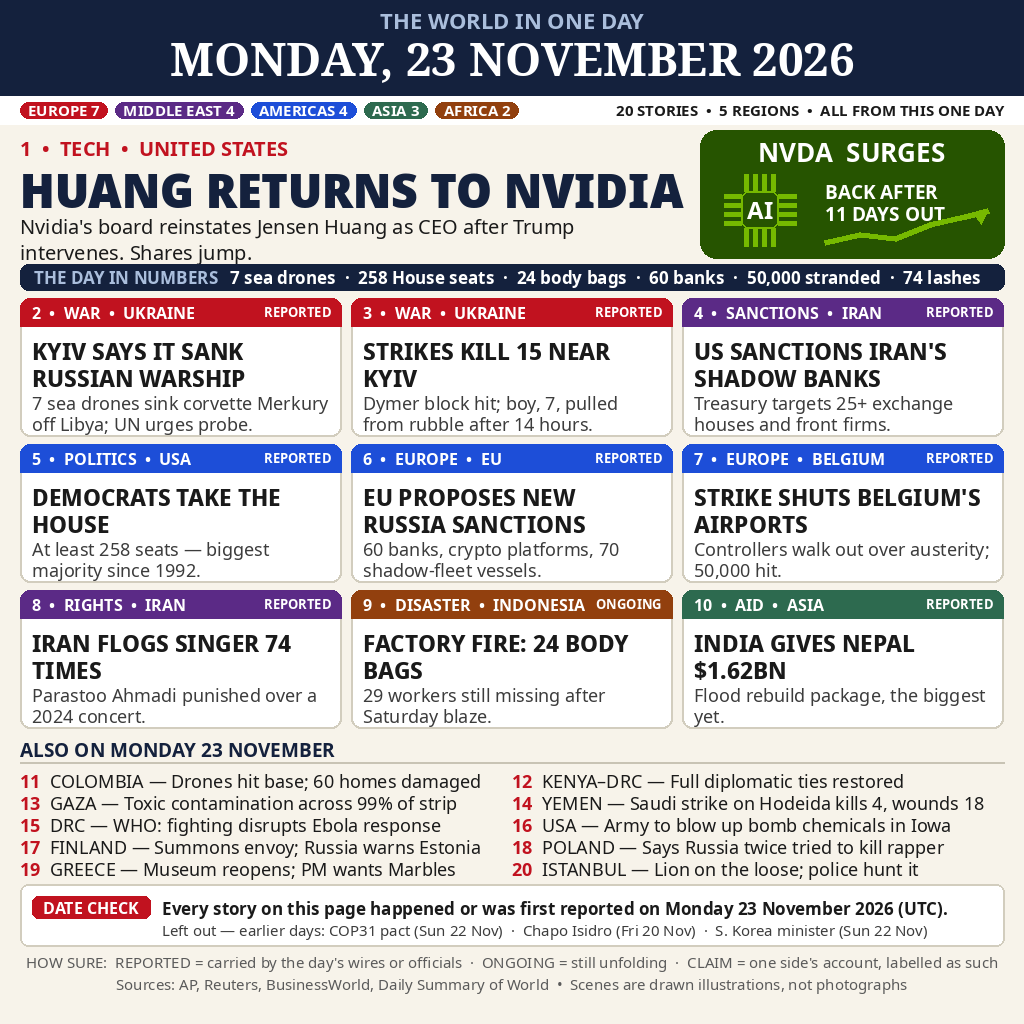 THE WORLD IN ONE DAY
MONDAY, 23 NOVEMBER 2026
EUROPE 7 MIDDLE EAST 4 AMERICAS 4 ASIA 3 AFRICA 2
20 STORIES • 5 REGIONS • ALL FROM THIS ONE DAY
1 • TECH • UNITED STATES
HUANG RETURNS TO NVIDIA
Nvidia's board reinstates Jensen Huang as CEO after Trump
intervenes. Shares jump.
NVDA SURGES
AI
BACK AFTER
11 DAYS OUT
THE DAY IN NUMBERS 7 sea drones · 258 House seats · 24 body bags · 60 banks · 50,000 stranded · 74 lashes
2 • WAR • UKRAINE REPORTED
KYIV SAYS IT SANK
RUSSIAN WARSHIP
7 sea drones sink corvette Merkury
off Libya; UN urges probe.
3 • WAR • UKRAINE REPORTED
STRIKES KILL 15 NEAR
KYIV
Dymer block hit; boy, 7, pulled
from rubble after 14 hours.
4 • SANCTIONS • IRAN REPORTED
US SANCTIONS IRAN'S
SHADOW BANKS
Treasury targets 25+ exchange
houses and front firms.
5 • POLITICS • USA REPORTED
DEMOCRATS TAKE THE
HOUSE
At least 258 seats — biggest
majority since 1992.
6 • EUROPE • EU REPORTED
EU PROPOSES NEW
RUSSIA SANCTIONS
60 banks, crypto platforms, 70
shadow-fleet vessels.
7 • EUROPE • BELGIUM REPORTED
STRIKE SHUTS BELGIUM'S
AIRPORTS
Controllers walk out over austerity;
50,000 hit.
8 • RIGHTS • IRAN REPORTED
IRAN FLOGS SINGER 74
TIMES
Parastoo Ahmadi punished over a
2024 concert.
9 • DISASTER • INDONESIA ONGOING
FACTORY FIRE: 24 BODY
BAGS
29 workers still missing after
Saturday blaze.
10 • AID • ASIA REPORTED
INDIA GIVES NEPAL
$1.62BN
Flood rebuild package, the biggest
yet.
ALSO ON MONDAY 23 NOVEMBER
11 COLOMBIA — Drones hit base; 60 homes damaged
12 KENYA–DRC — Full diplomatic ties restored
13 GAZA — Toxic contamination across 99% of strip
14 YEMEN — Saudi strike on Hodeida kills 4, wounds 18
15 DRC — WHO: fighting disrupts Ebola response
16 USA — Army to blow up bomb chemicals in Iowa
17 FINLAND — Summons envoy; Russia warns Estonia
18 POLAND — Says Russia twice tried to kill rapper
19 GREECE — Museum reopens; PM wants Marbles
20 ISTANBUL — Lion on the loose; police hunt it
DATE CHECK Every story on this page happened or was first reported on Monday 23 November 2026 (UTC).
Left out — earlier days: COP31 pact (Sun 22 Nov) · Chapo Isidro (Fri 20 Nov) · S. Korea minister (Sun 22 Nov)
HOW SURE: REPORTED = carried by the day's wires or officials · ONGOING = still unfolding · CLAIM = one side's account, labelled as such
Sources: AP, Reuters, BusinessWorld, Daily Summary of World • Scenes are drawn illustrations, not photographs